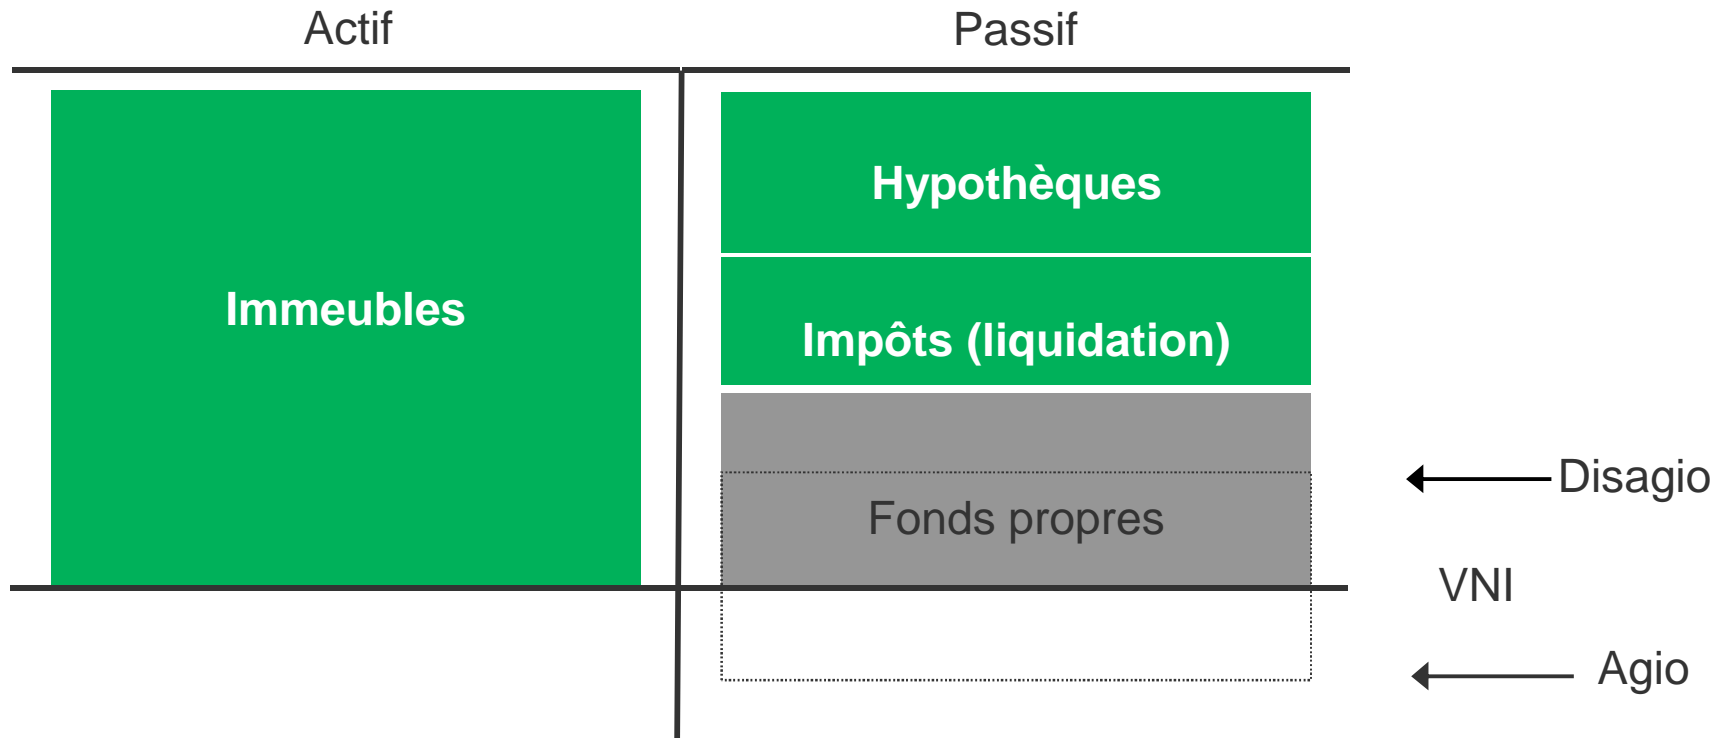 Actif
Passif
Immeubles
Hypothèques
Impôts (liquidation)
Fonds propres
Disagio
VNI
Agio